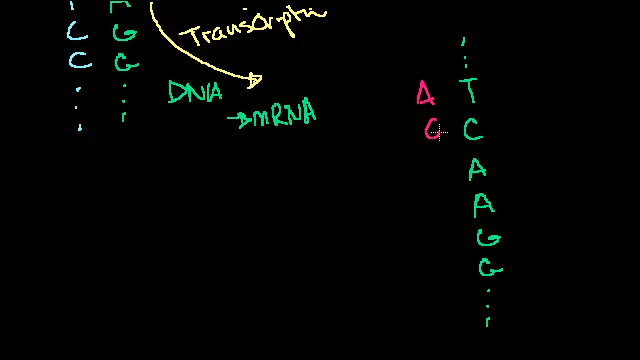 A
C G
C G
Transcription
DNA
→ mRNA
A T
C
A
A
G
G